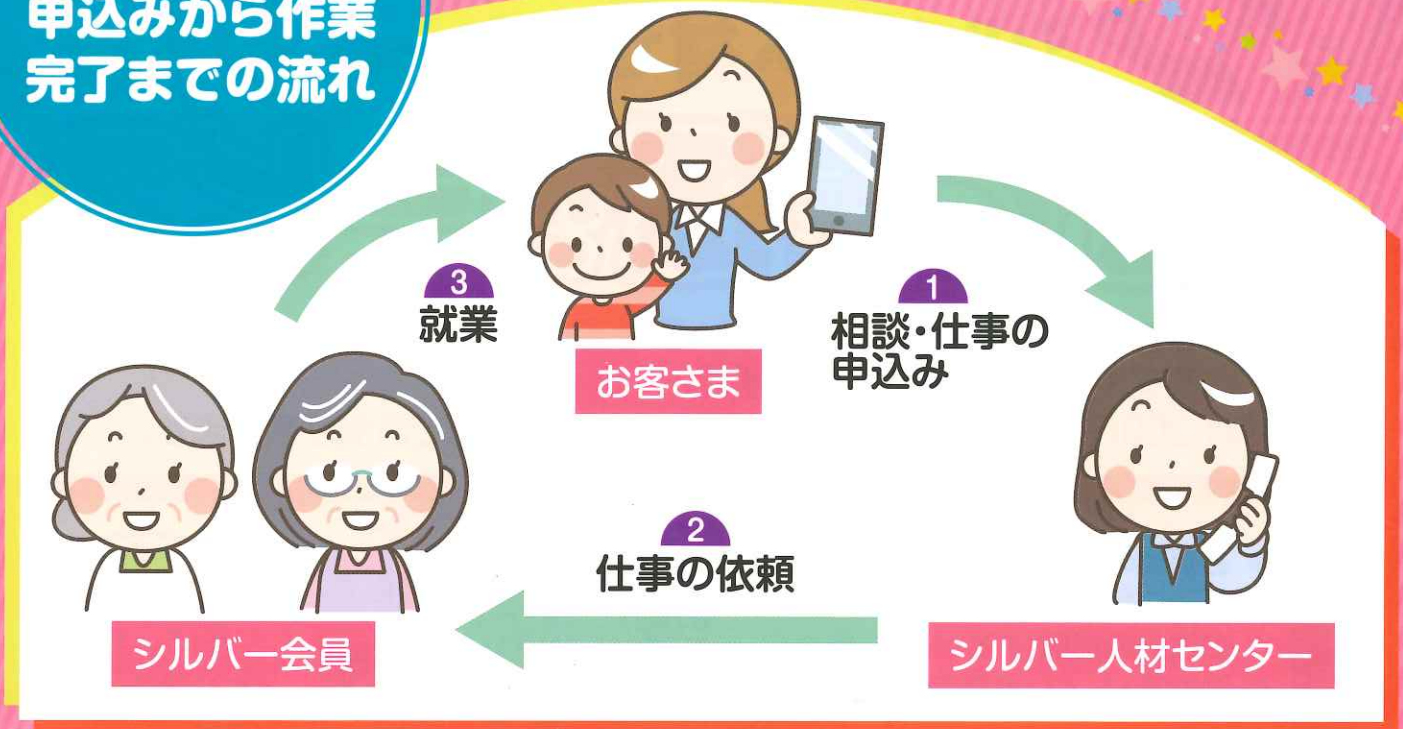 申込みから作業
完了までの流れ
3
就業
お客さま
1
相談・仕事の
申込み
2
仕事の依頼
シルバー会員
シルバー人材センター